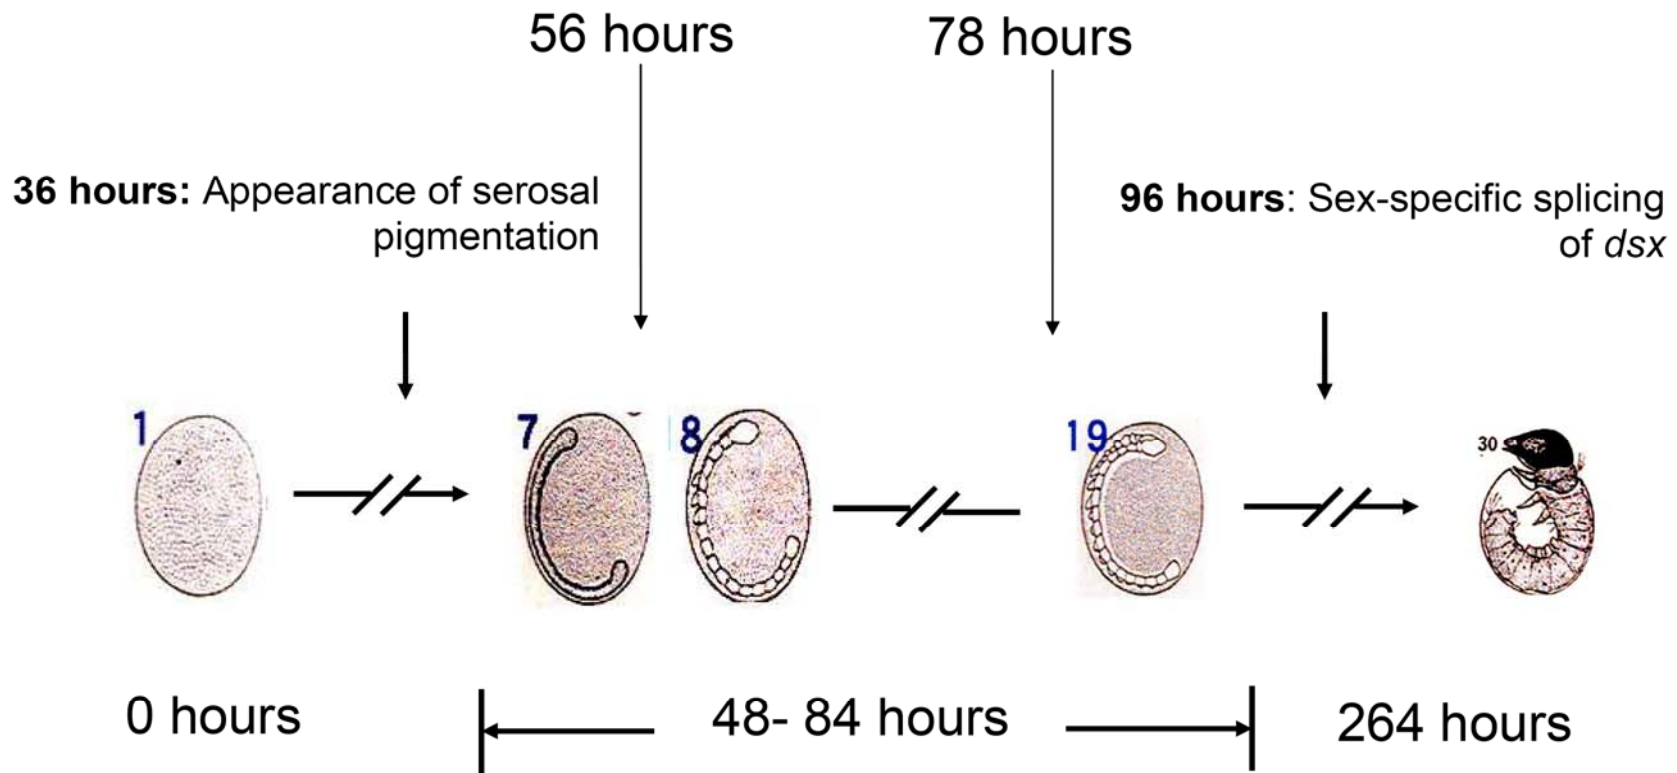 56 hours
78 hours
36 hours: Appearance of serosal
pigmentation
96 hours: Sex-specific splicing
of dsx
1
7
8
19
30
0 hours
48- 84 hours
264 hours